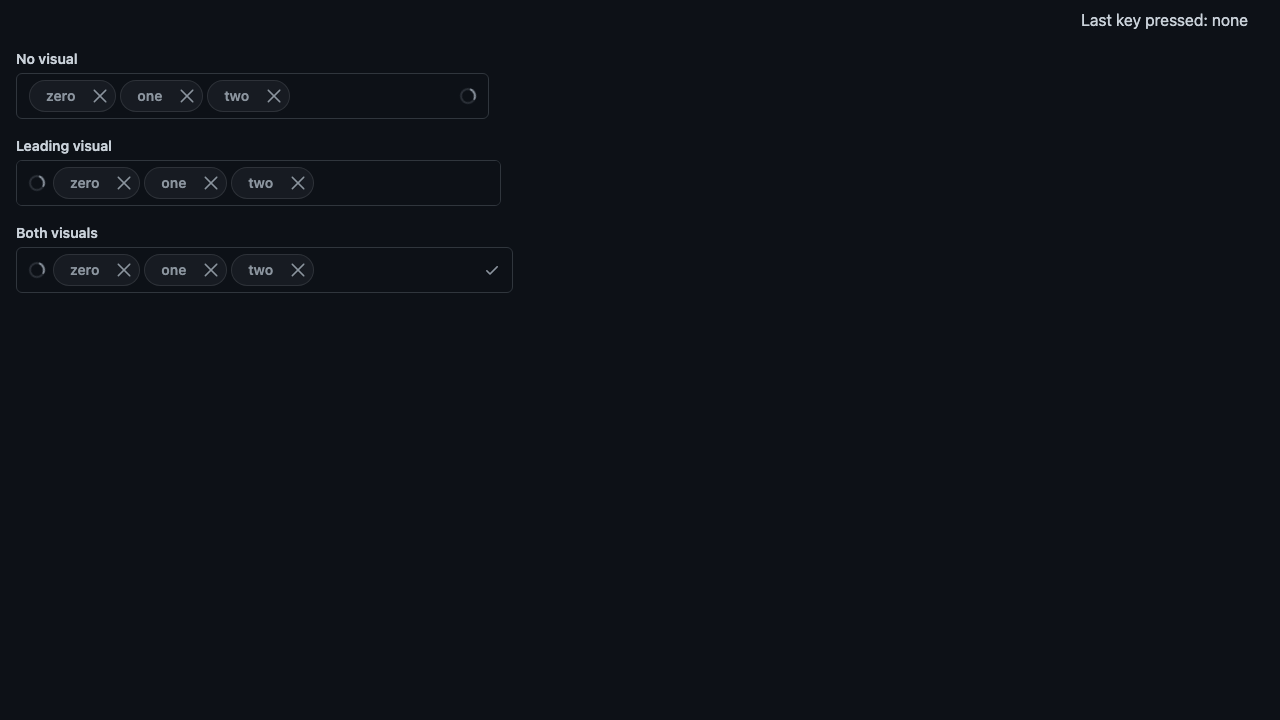 Last key pressed: none
No visual
zero one two
Leading visual
zero one two
Both visuals
zero one two